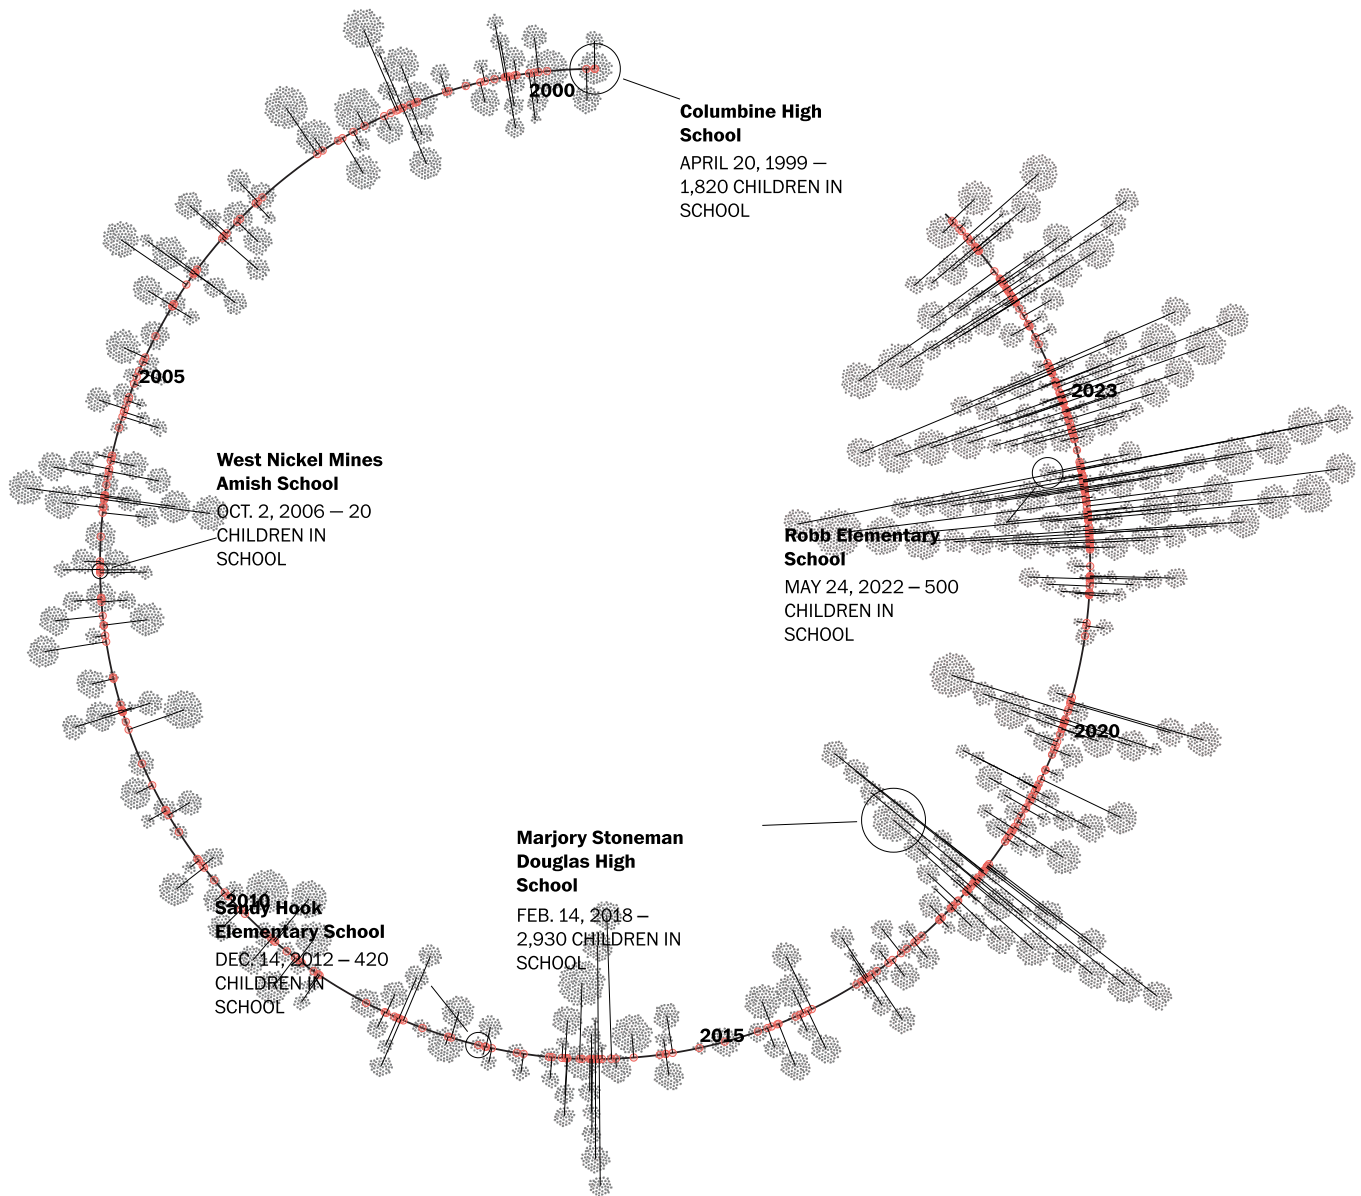 2000
Columbine High
School
APRIL 20, 1999 —
1,820 CHILDREN IN
SCHOOL
2005
2023
West Nickel Mines
Amish School
OCT. 2, 2006 — 20
CHILDREN IN
SCHOOL
Robb Elementary
School
MAY 24, 2022 — 500
CHILDREN IN
SCHOOL
2020
Marjory Stoneman
Douglas High
School
FEB. 14, 2018 —
2,930 CHILDREN IN
SCHOOL
2010
Sandy Hook
Elementary School
DEC. 14, 2012 — 420
CHILDREN IN
SCHOOL
2015